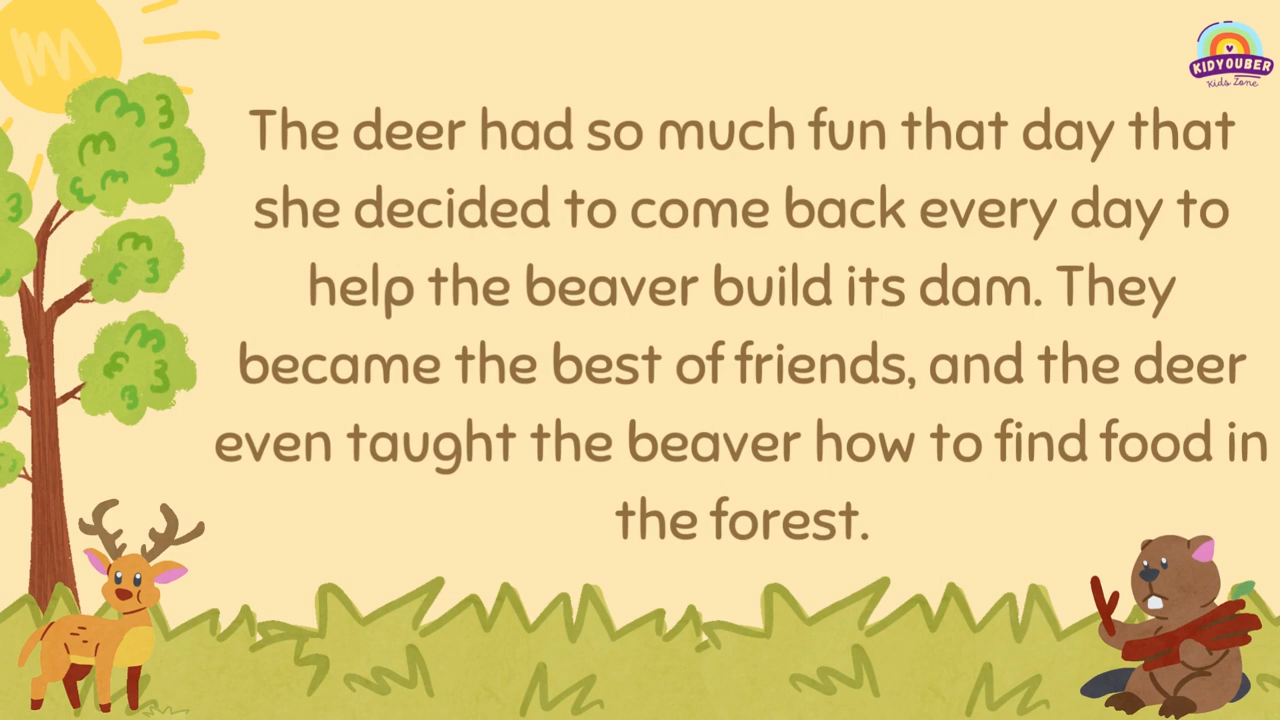 KIDYOUBER
Kids Zone
The deer had so much fun that day that
she decided to come back every day to
help the beaver build its dam. They
became the best of friends, and the deer
even taught the beaver how to find food in
the forest.